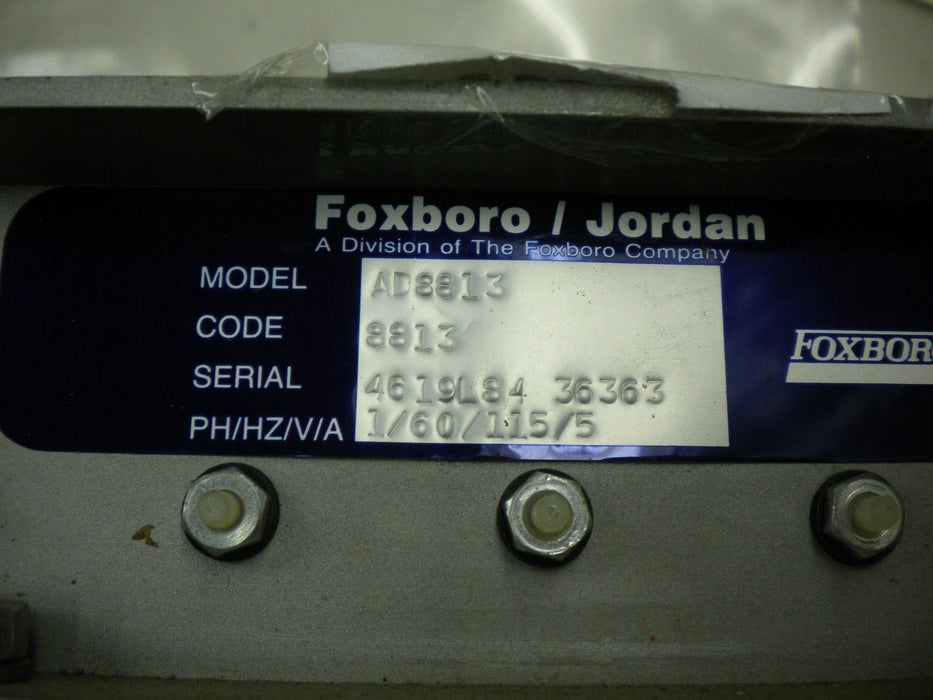 Foxboro / Jordan
A Division of The Foxboro Company
MODEL AD8813
CODE 8813
SERIAL 4619L84 36363
PH/HZ/V/A 1/60/115/5
FOXBOR